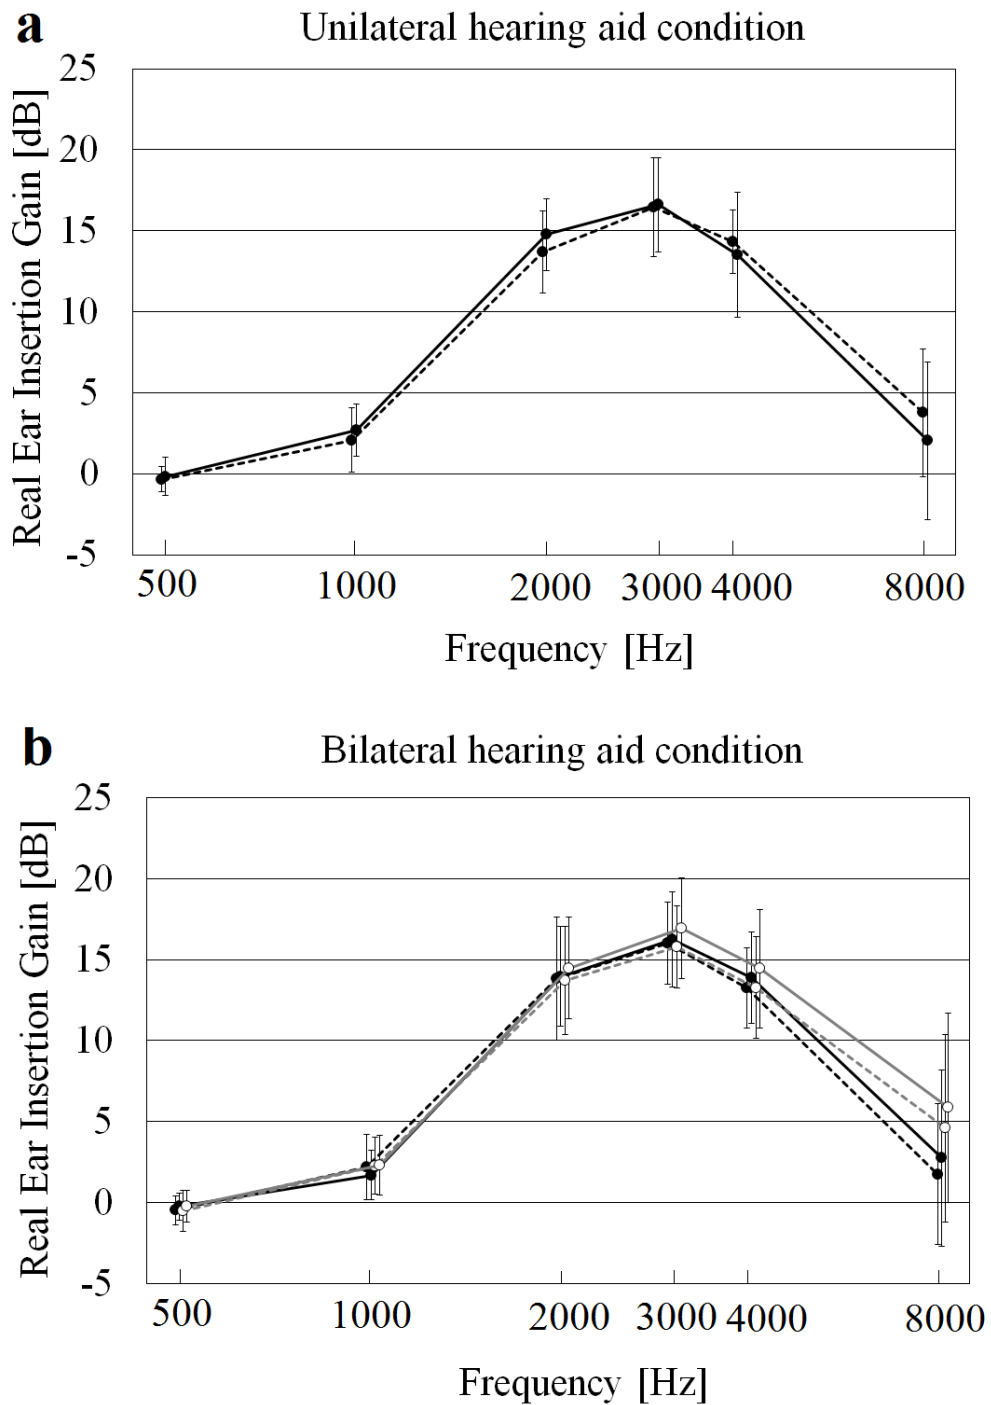 a Unilateral hearing aid condition
Real Ear Insertion Gain [dB]
25
20
15
10
5
0
-5
500 1000 2000 3000 4000 8000
Frequency [Hz]
b Bilateral hearing aid condition
Real Ear Insertion Gain [dB]
25
20
15
10
5
0
-5
500 1000 2000 3000 4000 8000
Frequency [Hz]